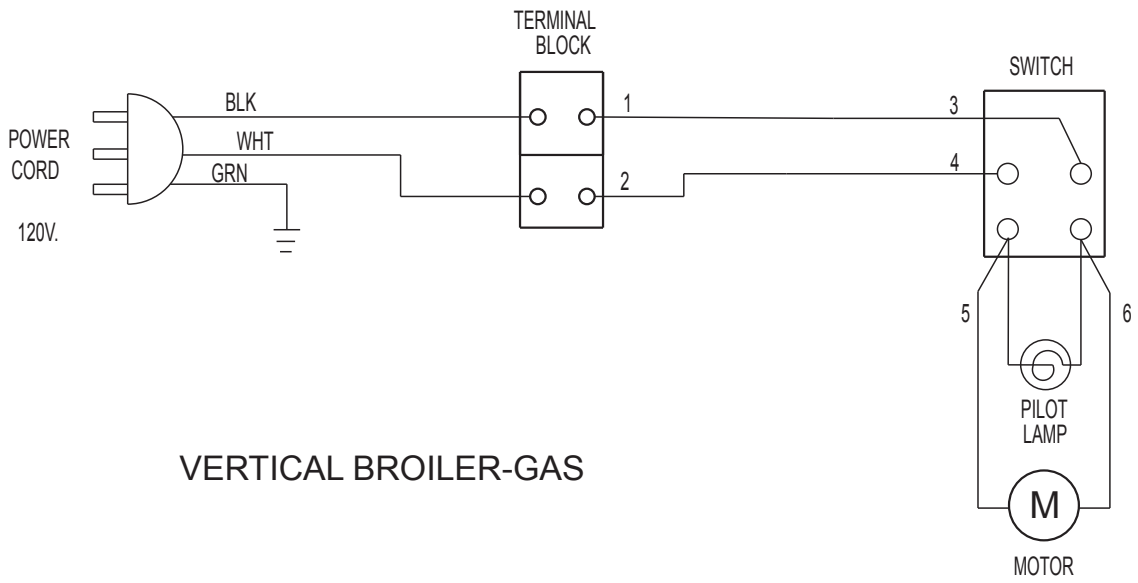 TERMINAL
BLOCK
SWITCH
BLK
1
3
POWER
CORD
WHT
4
GRN
2
120V.
5
6
PILOT
LAMP
VERTICAL BROILER-GAS
M
MOTOR